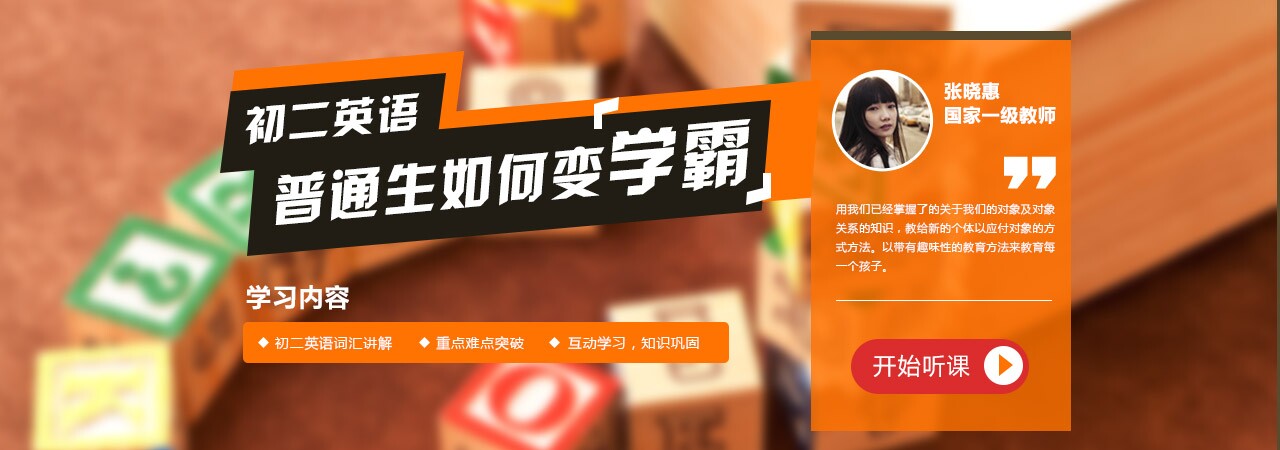 初二英语
普通生如何变「学霸」
学习内容
◆ 初二英语词汇讲解 ◆ 重点难点突破 ◆ 互动学习，知识巩固
张晓惠
国家一级教师
”
用我们已经掌握了的关于我们的对象及对象
关系的知识，教给新的个体以应付对象的方
式方法。以带有趣味性的教育方法来教育每
一个孩子。
开始听课